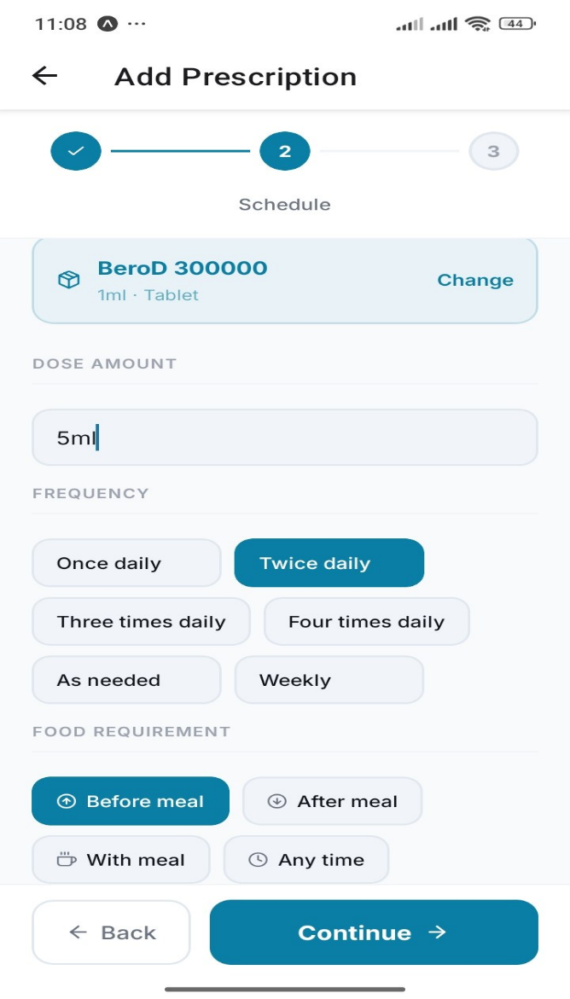 11:08 ...
44
Add Prescription
2
3
Schedule
BeroD 300000
1ml · Tablet
Change
DOSE AMOUNT
5ml
FREQUENCY
Once daily
Twice daily
Three times daily
Four times daily
As needed
Weekly
FOOD REQUIREMENT
Before meal
After meal
With meal
Any time
Back
Continue